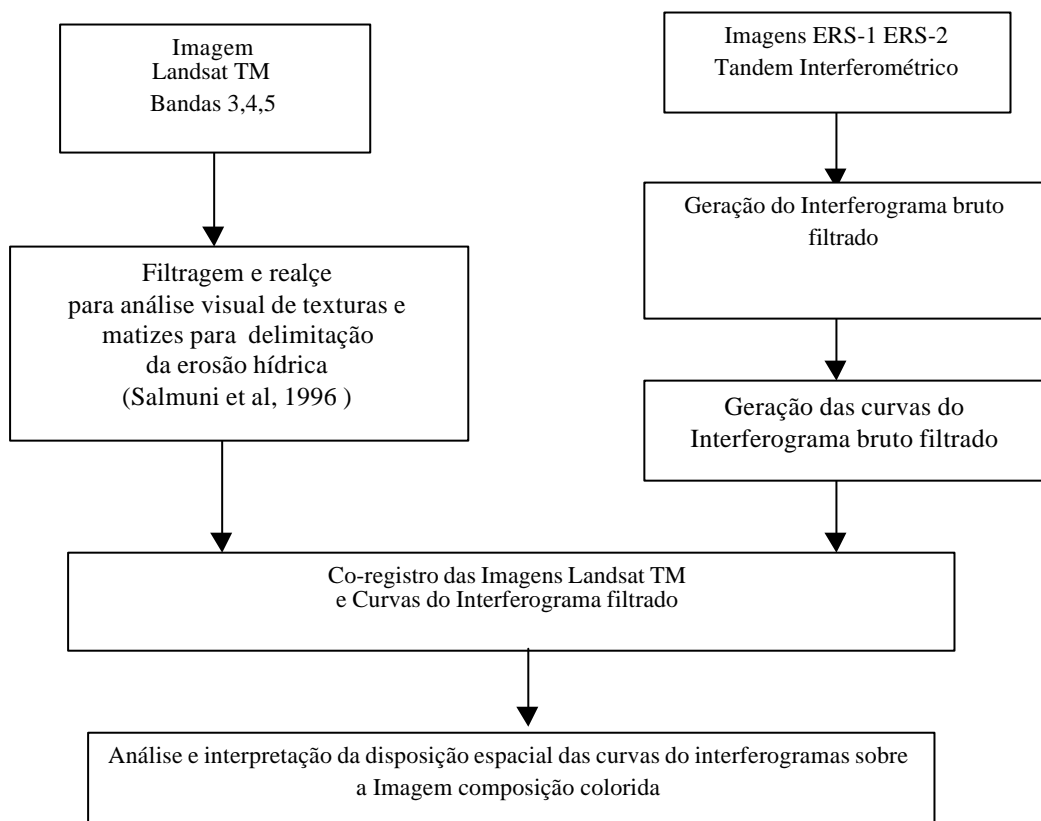 Imagem
Landsat TM
Bandas 3,4,5
Imagens ERS-1 ERS-2
Tandem Interferométrico
Geração do Interferograma bruto
filtrado
Filtragem e realçe
para análise visual de texturas e
matizes para delimitação
da erosão hídrica
(Salmuni et al, 1996 )
Geração das curvas do
Interferograma bruto filtrado
Co-registro das Imagens Landsat TM
e Curvas do Interferograma filtrado
Análise e interpretação da disposição espacial das curvas do interferogramas sobre
a Imagem composição colorida